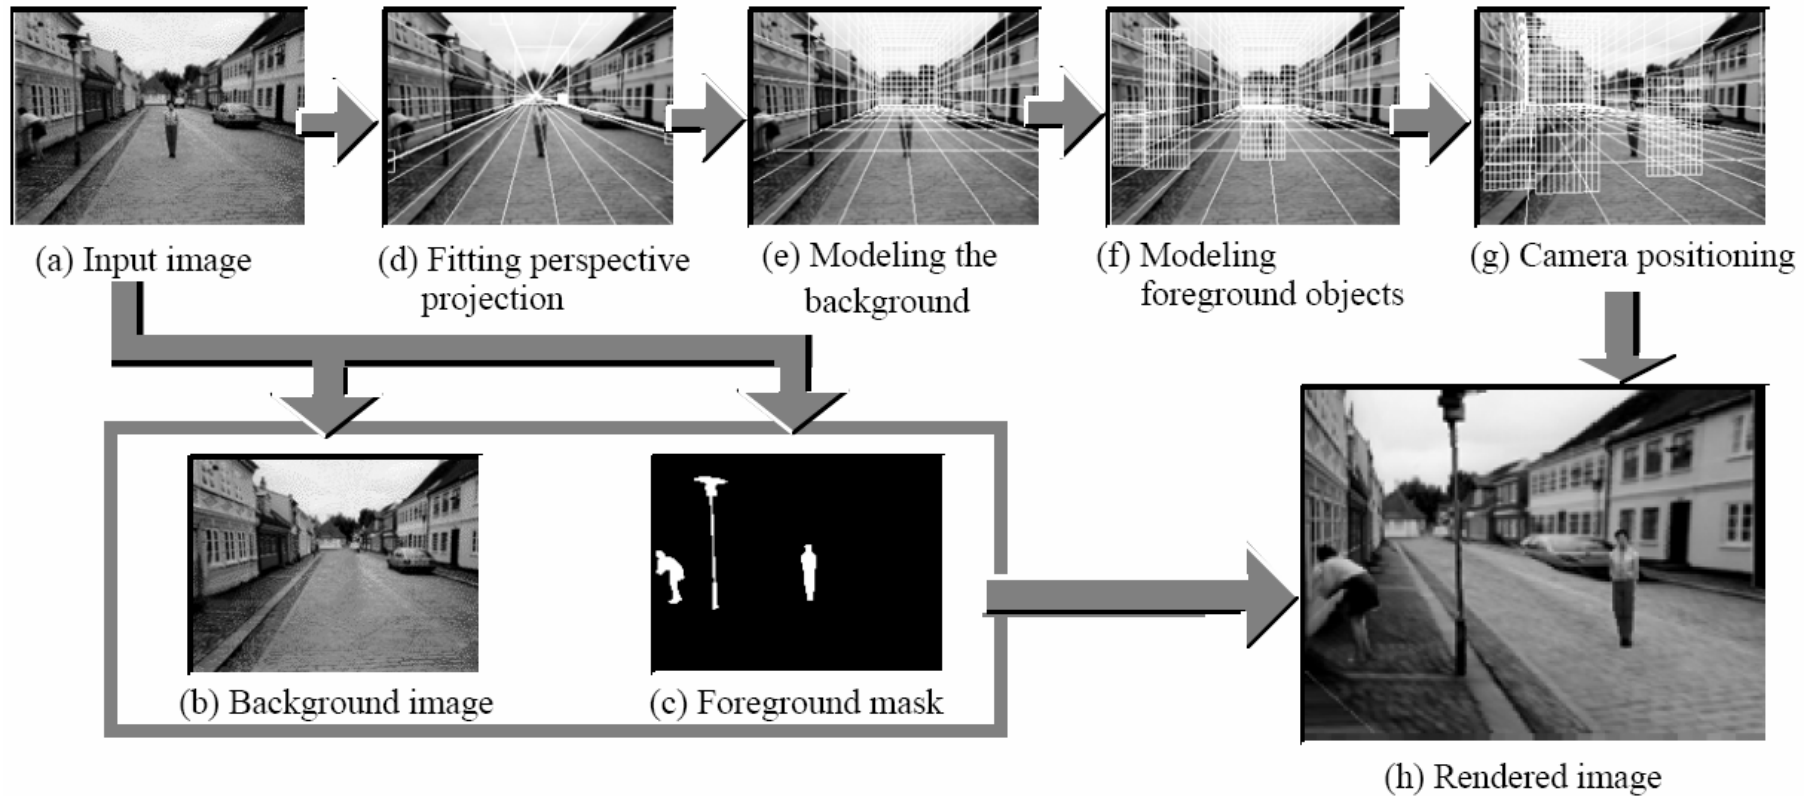 (a) Input image
(d) Fitting perspective
projection
(e) Modeling the
background
(f) Modeling
foreground objects
(g) Camera positioning
(b) Background image
(c) Foreground mask
(h) Rendered image